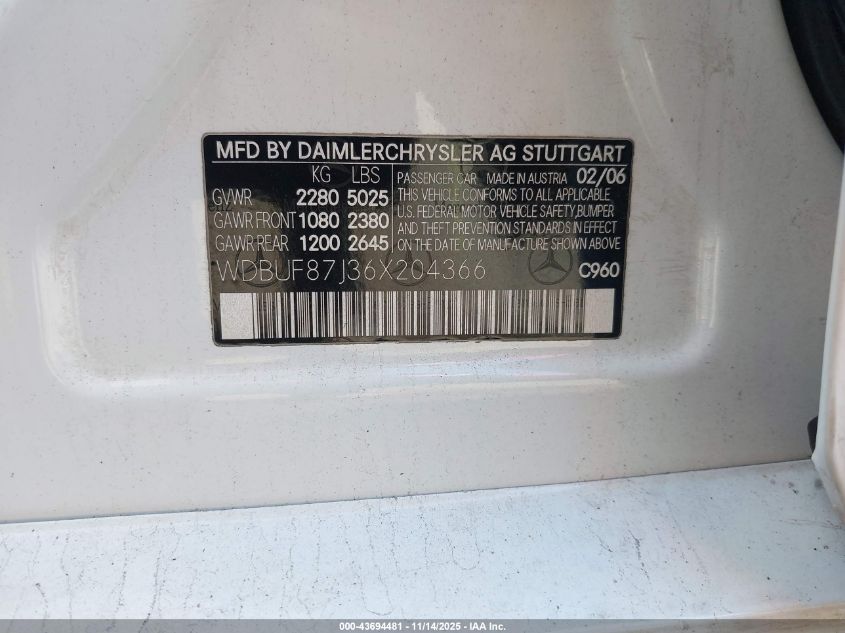 MFD BY DAIMLERCHRYSLER AG STUTTGART
KG LBS
GVWR 2280 5025
GAWR FRONT 1080 2380
GAWR REAR 1200 2645
PASSENGER CAR MADE IN AUSTRIA 02/06
THIS VEHICLE CONFORMS TO ALL APPLICABLE
U.S. FEDERAL MOTOR VEHICLE SAFETY, BUMPER
AND THEFT PREVENTION STANDARDS IN EFFECT
ON THE DATE OF MANUFACTURE SHOWN ABOVE
WDBUF87J36X204366 C960
000-43694481 - 11/14/2025 - IAA Inc.